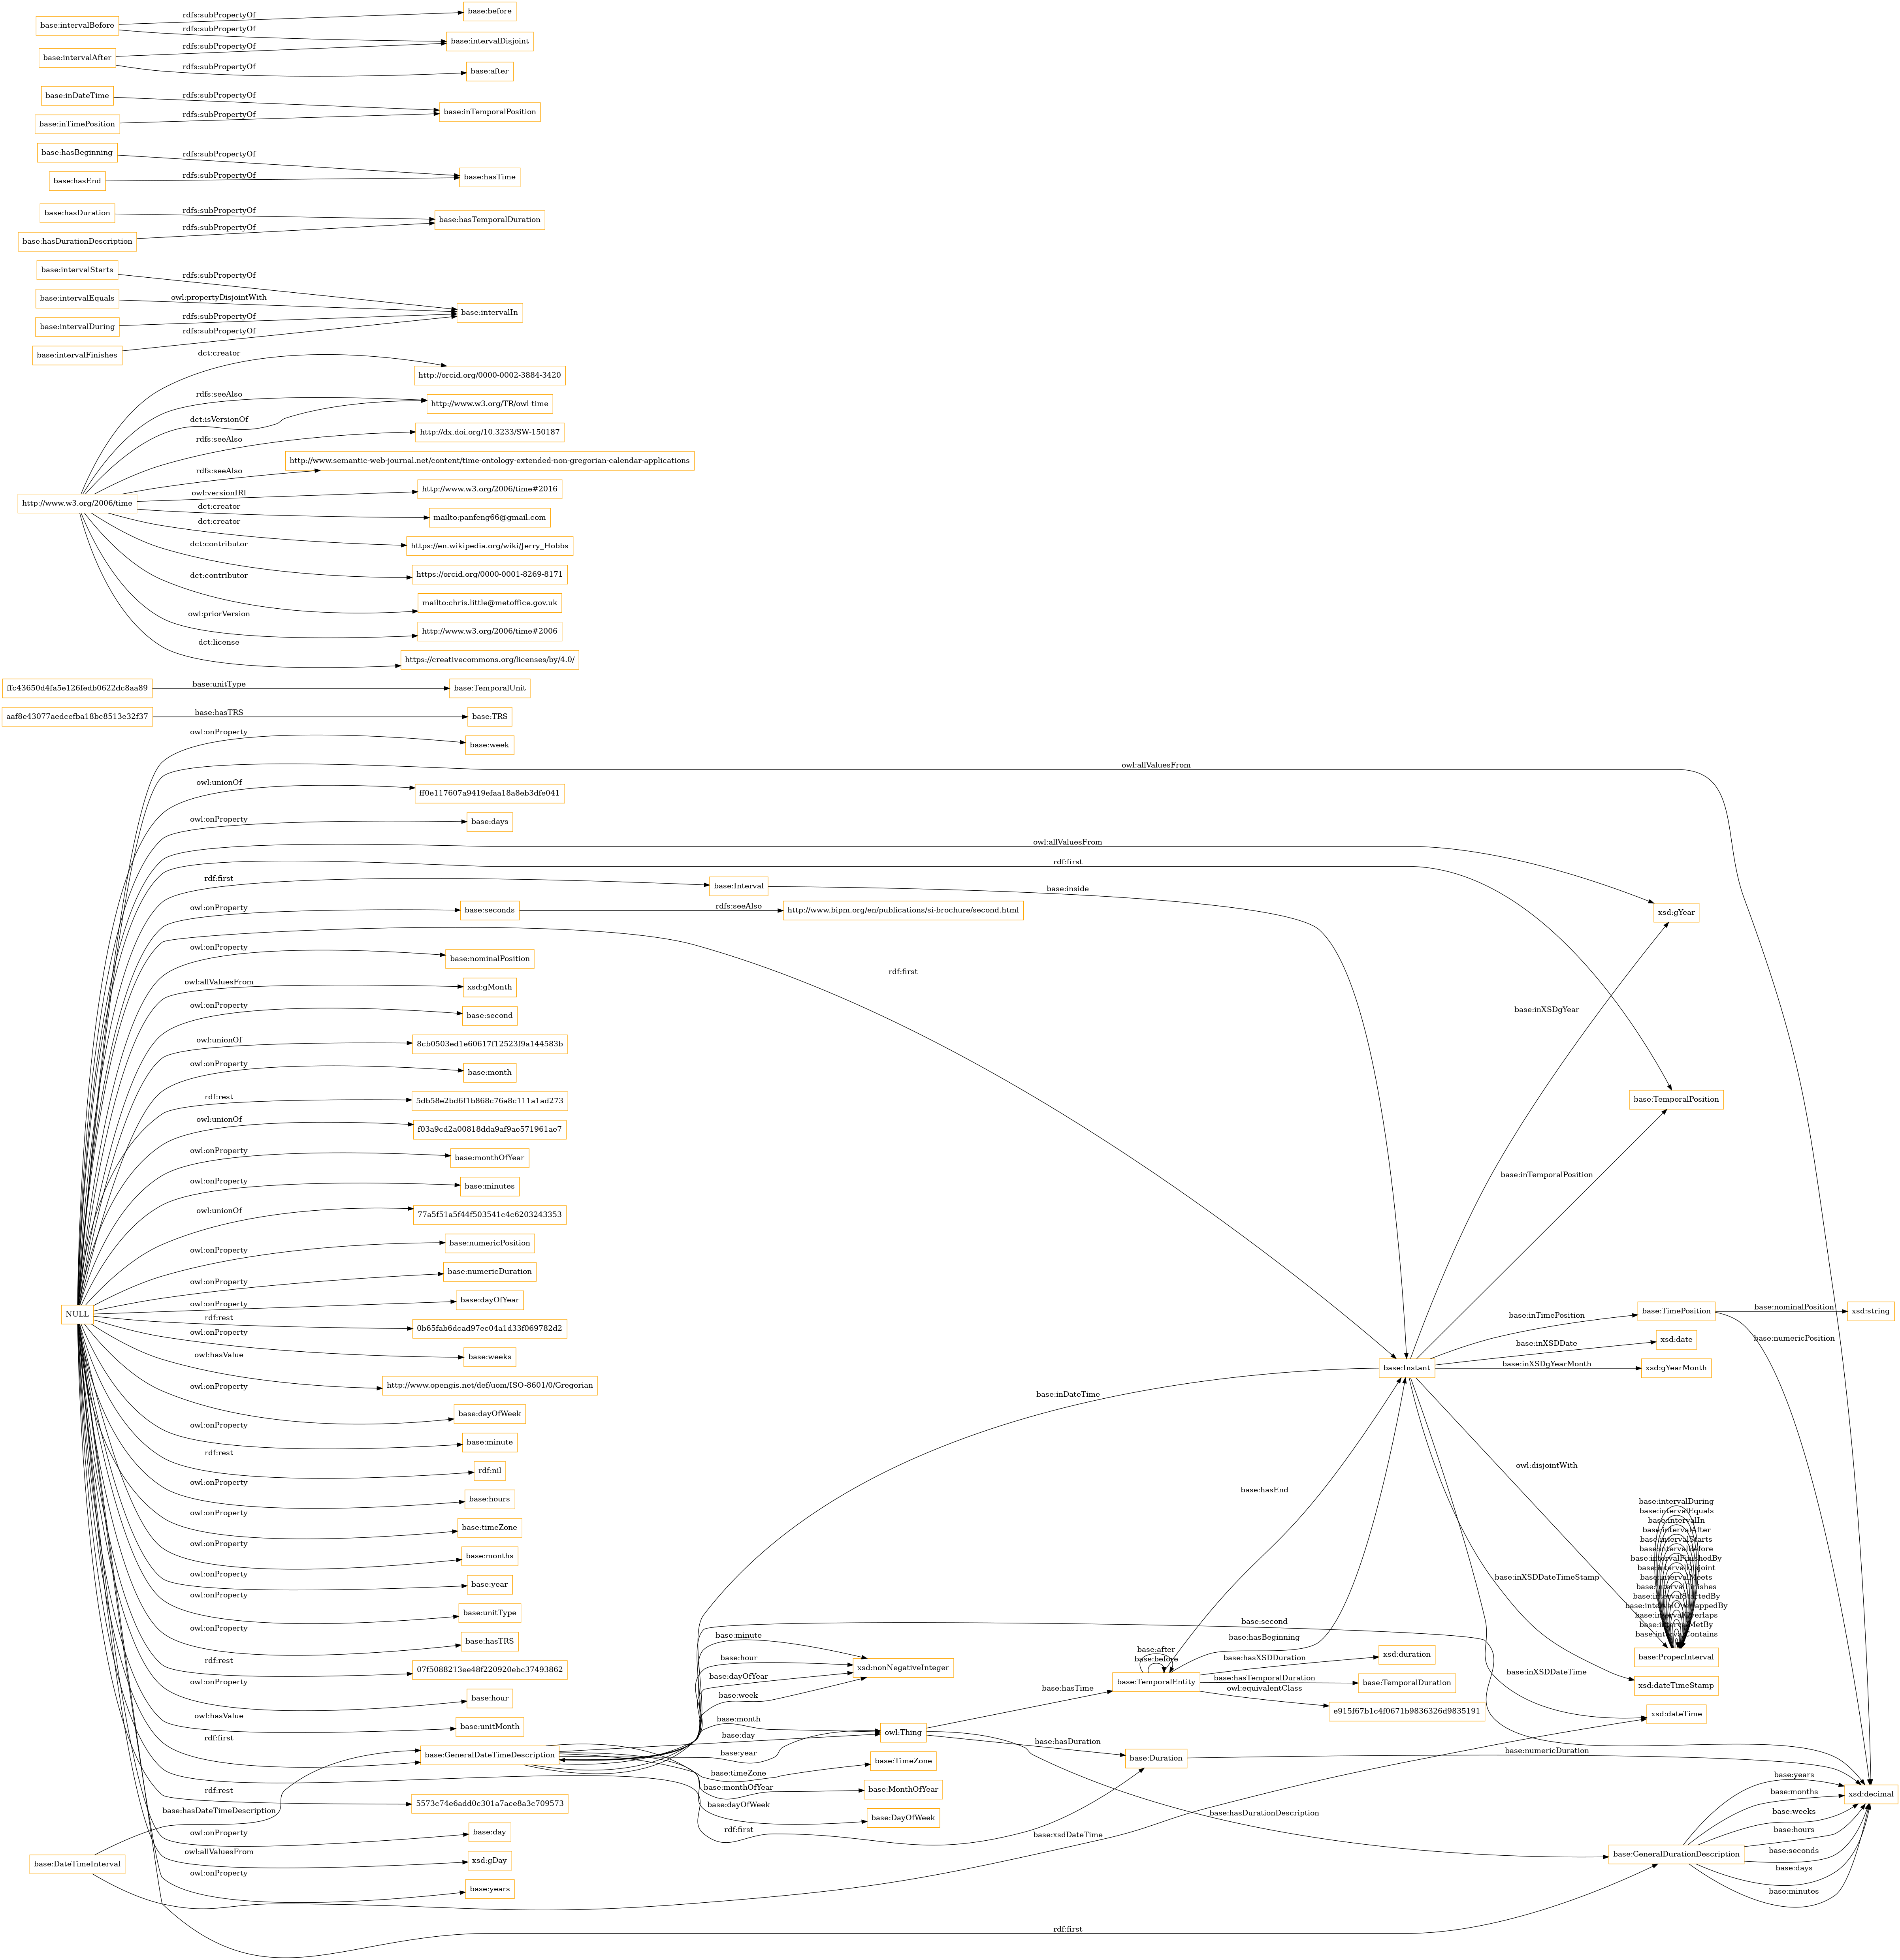 base:intervalBefore
rdfs:subPropertyOf
base:before
rdfs:subPropertyOf
base:intervalDisjoint
base:intervalAfter
rdfs:subPropertyOf
rdfs:subPropertyOf
base:after
base:inDateTime
rdfs:subPropertyOf
base:inTemporalPosition
base:inTimePosition
rdfs:subPropertyOf
base:hasBeginning
rdfs:subPropertyOf
base:hasTime
base:hasEnd
rdfs:subPropertyOf
base:hasDuration
rdfs:subPropertyOf
base:hasTemporalDuration
base:hasDurationDescription
rdfs:subPropertyOf
base:intervalStarts
rdfs:subPropertyOf
base:intervalEquals
owl:propertyDisjointWith
base:intervalIn
base:intervalDuring
rdfs:subPropertyOf
base:intervalFinishes
rdfs:subPropertyOf
http://www.w3.org/2006/time
dct:creator
http://orcid.org/0000-0002-3884-3420
rdfs:seeAlso
http://www.w3.org/TR/owl-time
dct:isVersionOf
rdfs:seeAlso
http://dx.doi.org/10.3233/SW-150187
rdfs:seeAlso
http://www.semantic-web-journal.net/content/time-ontology-extended-non-gregorian-calendar-applications
owl:versionIRI
http://www.w3.org/2006/time#2016
dct:creator
mailto:panfeng66@gmail.com
dct:creator
https://en.wikipedia.org/wiki/Jerry_Hobbs
dct:contributor
https://orcid.org/0000-0001-8269-8171
dct:contributor
mailto:chris.little@metoffice.gov.uk
owl:priorVersion
http://www.w3.org/2006/time#2006
dct:license
https://creativecommons.org/licenses/by/4.0/
ffc43650d4fa5e126fedb0622dc8aa89
base:unitType
base:TemporalUnit
aaf8e43077aedcefba18bc8513e32f37
base:hasTRS
base:TRS
NULL
owl:onProperty
base:week
owl:allValuesFrom
owl:unionOf
ff0e117607a9419efaa18a8eb3dfe041
owl:onProperty
base:days
owl:allValuesFrom
xsd:gYear
rdf:first
base:TemporalPosition
rdf:first
base:Interval
base:inside
owl:onProperty
base:seconds
rdfs:seeAlso
http://www.bipm.org/en/publications/si-brochure/second.html
rdf:first
owl:onProperty
base:nominalPosition
owl:allValuesFrom
xsd:gMonth
owl:onProperty
base:second
owl:unionOf
8cb0503ed1e60617f12523f9a144583b
owl:onProperty
base:month
rdf:rest
5db58e2bd6f1b868c76a8c111a1ad273
owl:unionOf
f03a9cd2a00818dda9af9ae571961ae7
owl:onProperty
base:monthOfYear
owl:onProperty
base:minutes
owl:unionOf
77a5f51a5f44f503541c4c6203243353
owl:onProperty
base:numericPosition
owl:onProperty
base:numericDuration
owl:onProperty
base:dayOfYear
rdf:rest
0b65fab6dcad97ec04a1d33f069782d2
owl:onProperty
base:weeks
owl:hasValue
http://www.opengis.net/def/uom/ISO-8601/0/Gregorian
owl:onProperty
base:dayOfWeek
owl:onProperty
base:minute
rdf:rest
rdf:nil
owl:onProperty
base:hours
owl:onProperty
base:timeZone
owl:onProperty
base:months
owl:onProperty
base:year
owl:onProperty
base:unitType
owl:onProperty
base:hasTRS
rdf:rest
07f5088213ee48f220920ebc37493862
owl:onProperty
base:hour
owl:hasValue
base:unitMonth
rdf:first
base:GeneralDateTimeDescription
rdf:rest
5573c74e6add0c301a7ace8a3c709573
owl:onProperty
base:day
owl:allValuesFrom
xsd:gDay
owl:onProperty
base:years
rdf:first
rdf:first
base:DateTimeInterval
base:hasDateTimeDescription
base:xsdDateTime
base:Instant
base:inXSDgYear
base:inTemporalPosition
base:inTimePosition
base:TimePosition
base:nominalPosition
xsd:string
base:numericPosition
base:inXSDDate
xsd:date
base:inXSDgYearMonth
xsd:gYearMonth
base:inDateTime
owl:disjointWith
base:inXSDDateTimeStamp
xsd:dateTimeStamp
base:inXSDDateTime
xsd:dateTime
base:intervalDuring
base:intervalEquals
base:intervalIn
base:intervalAfter
base:intervalStarts
base:intervalBefore
base:intervalFinishedBy
base:intervalDisjoint
base:intervalMeets
base:intervalFinishes
base:intervalStartedBy
base:intervalOverlappedBy
base:intervalOverlaps
base:intervalMetBy
base:intervalContains
base:ProperInterval
base:hasEnd
base:hasBeginning
base:after
base:before
base:TemporalEntity
base:hasXSDDuration
xsd:duration
base:hasTemporalDuration
base:TemporalDuration
owl:equivalentClass
e915f67b1c4f0671b9836326d9835191
base:second
base:minute
base:hour
xsd:nonNegativeInteger
base:dayOfYear
base:week
base:month
base:day
owl:Thing
base:year
base:timeZone
base:TimeZone
base:monthOfYear
base:MonthOfYear
base:dayOfWeek
base:DayOfWeek
base:hasTime
base:hasDuration
base:Duration
base:numericDuration
xsd:decimal
base:hasDurationDescription
base:GeneralDurationDescription
base:years
base:months
base:weeks
base:hours
base:seconds
base:days
base:minutes